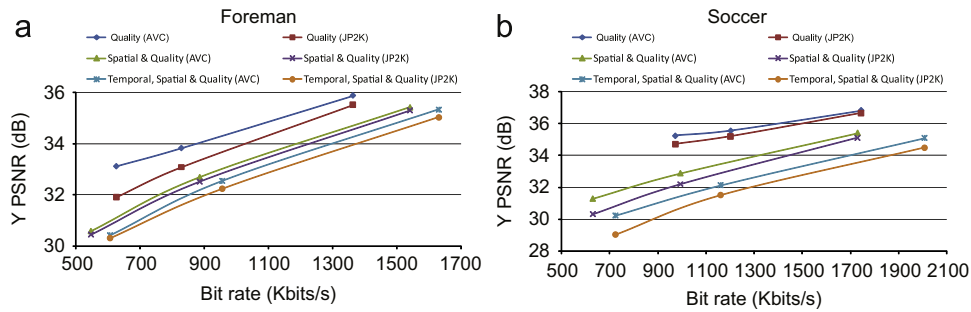 a
Foreman
Quality (AVC)
Quality (JP2K)
Spatial & Quality (AVC)
Spatial & Quality (JP2K)
Temporal, Spatial & Quality (AVC)
Temporal, Spatial & Quality (JP2K)
Y PSNR (dB)
36
34
32
30
500 700 900 1100 1300 1500 1700
Bit rate (Kbits/s)
b
Soccer
Quality (AVC)
Quality (JP2K)
Spatial & Quality (AVC)
Spatial & Quality (JP2K)
Temporal, Spatial & Quality (AVC)
Temporal, Spatial & Quality (JP2K)
Y PSNR (dB)
38
36
34
32
30
28
500 700 900 1100 1300 1500 1700 1900 2100
Bit rate (Kbits/s)